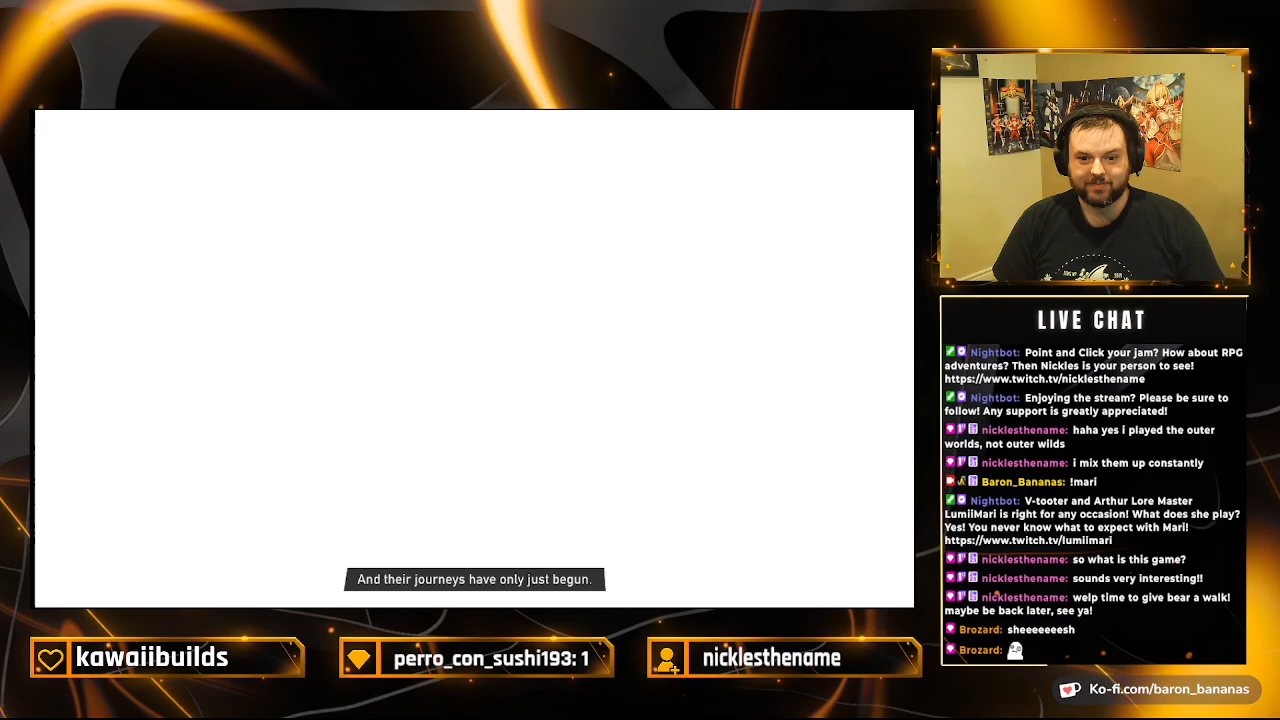 And their journeys have only just begun.
kawaiibuilds
perro_con_sushi193: 1
nicklesthename
LIVE CHAT
Nightbot: Point and Click your jam? How about RPG
adventures? Then Nickles is your person to see!
https://www.twitch.tv/nicklesthename
Nightbot: Enjoying the stream? Please be sure to
follow! Any support is greatly appreciated!
nicklesthename: haha yes i played the outer
worlds, not outer wilds
nicklesthename: i mix them up constantly
Baron_Bananas: !mari
Nightbot: V-tooter and Arthur Lore Master
LumiiMari is right for any occasion! What does she play?
Yes! You never know what to expect with Mari!
https://www.twitch.tv/lumiimari
nicklesthename: so what is this game?
nicklesthename: sounds very interesting!!
nicklesthename: welp time to give bear a walk!
maybe be back later, see ya!
Brozard: sheeeeeesh
Brozard:
Ko-fi.com/baron_bananas